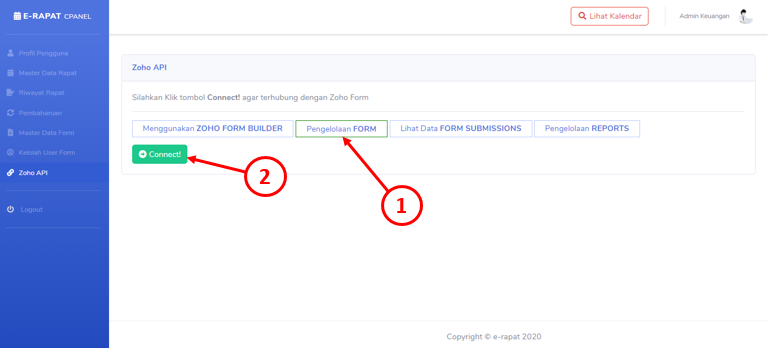 E-RAPAT CPANEL
Lihat Kalendar
Admin Keuangan
Profil Pengguna
Master Data Rapat
Riwayat Rapat
Pembaharuan
Master Data Form
Kelolah User Form
Zoho API
Logout
Zoho API
Silahkan Klik tombol Connect! agar terhubung dengan Zoho Form
Menggunakan ZOHO FORM BUILDER
Pengelolaan FORM
Lihat Data FORM SUBMISSIONS
Pengelolaan REPORTS
Connect!
2
1
Copyright © e-rapat 2020